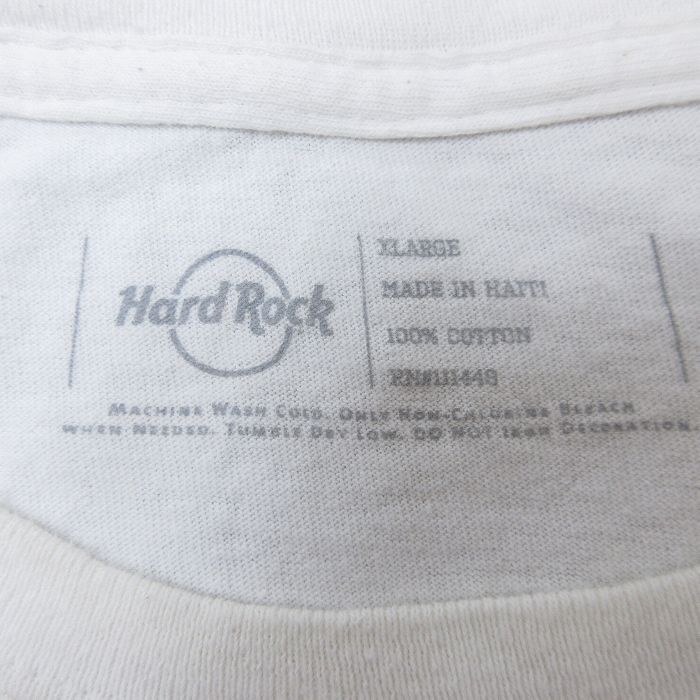 Hard Rock
XLARGE
MADE IN HAITI
100% COTTON
RN#111448
MACHINE WASH COLD. ONLY NON-CHLORINE BLEACH
WHEN NEEDED. TUMBLE DRY LOW. DO NOT IRON DECORATION.